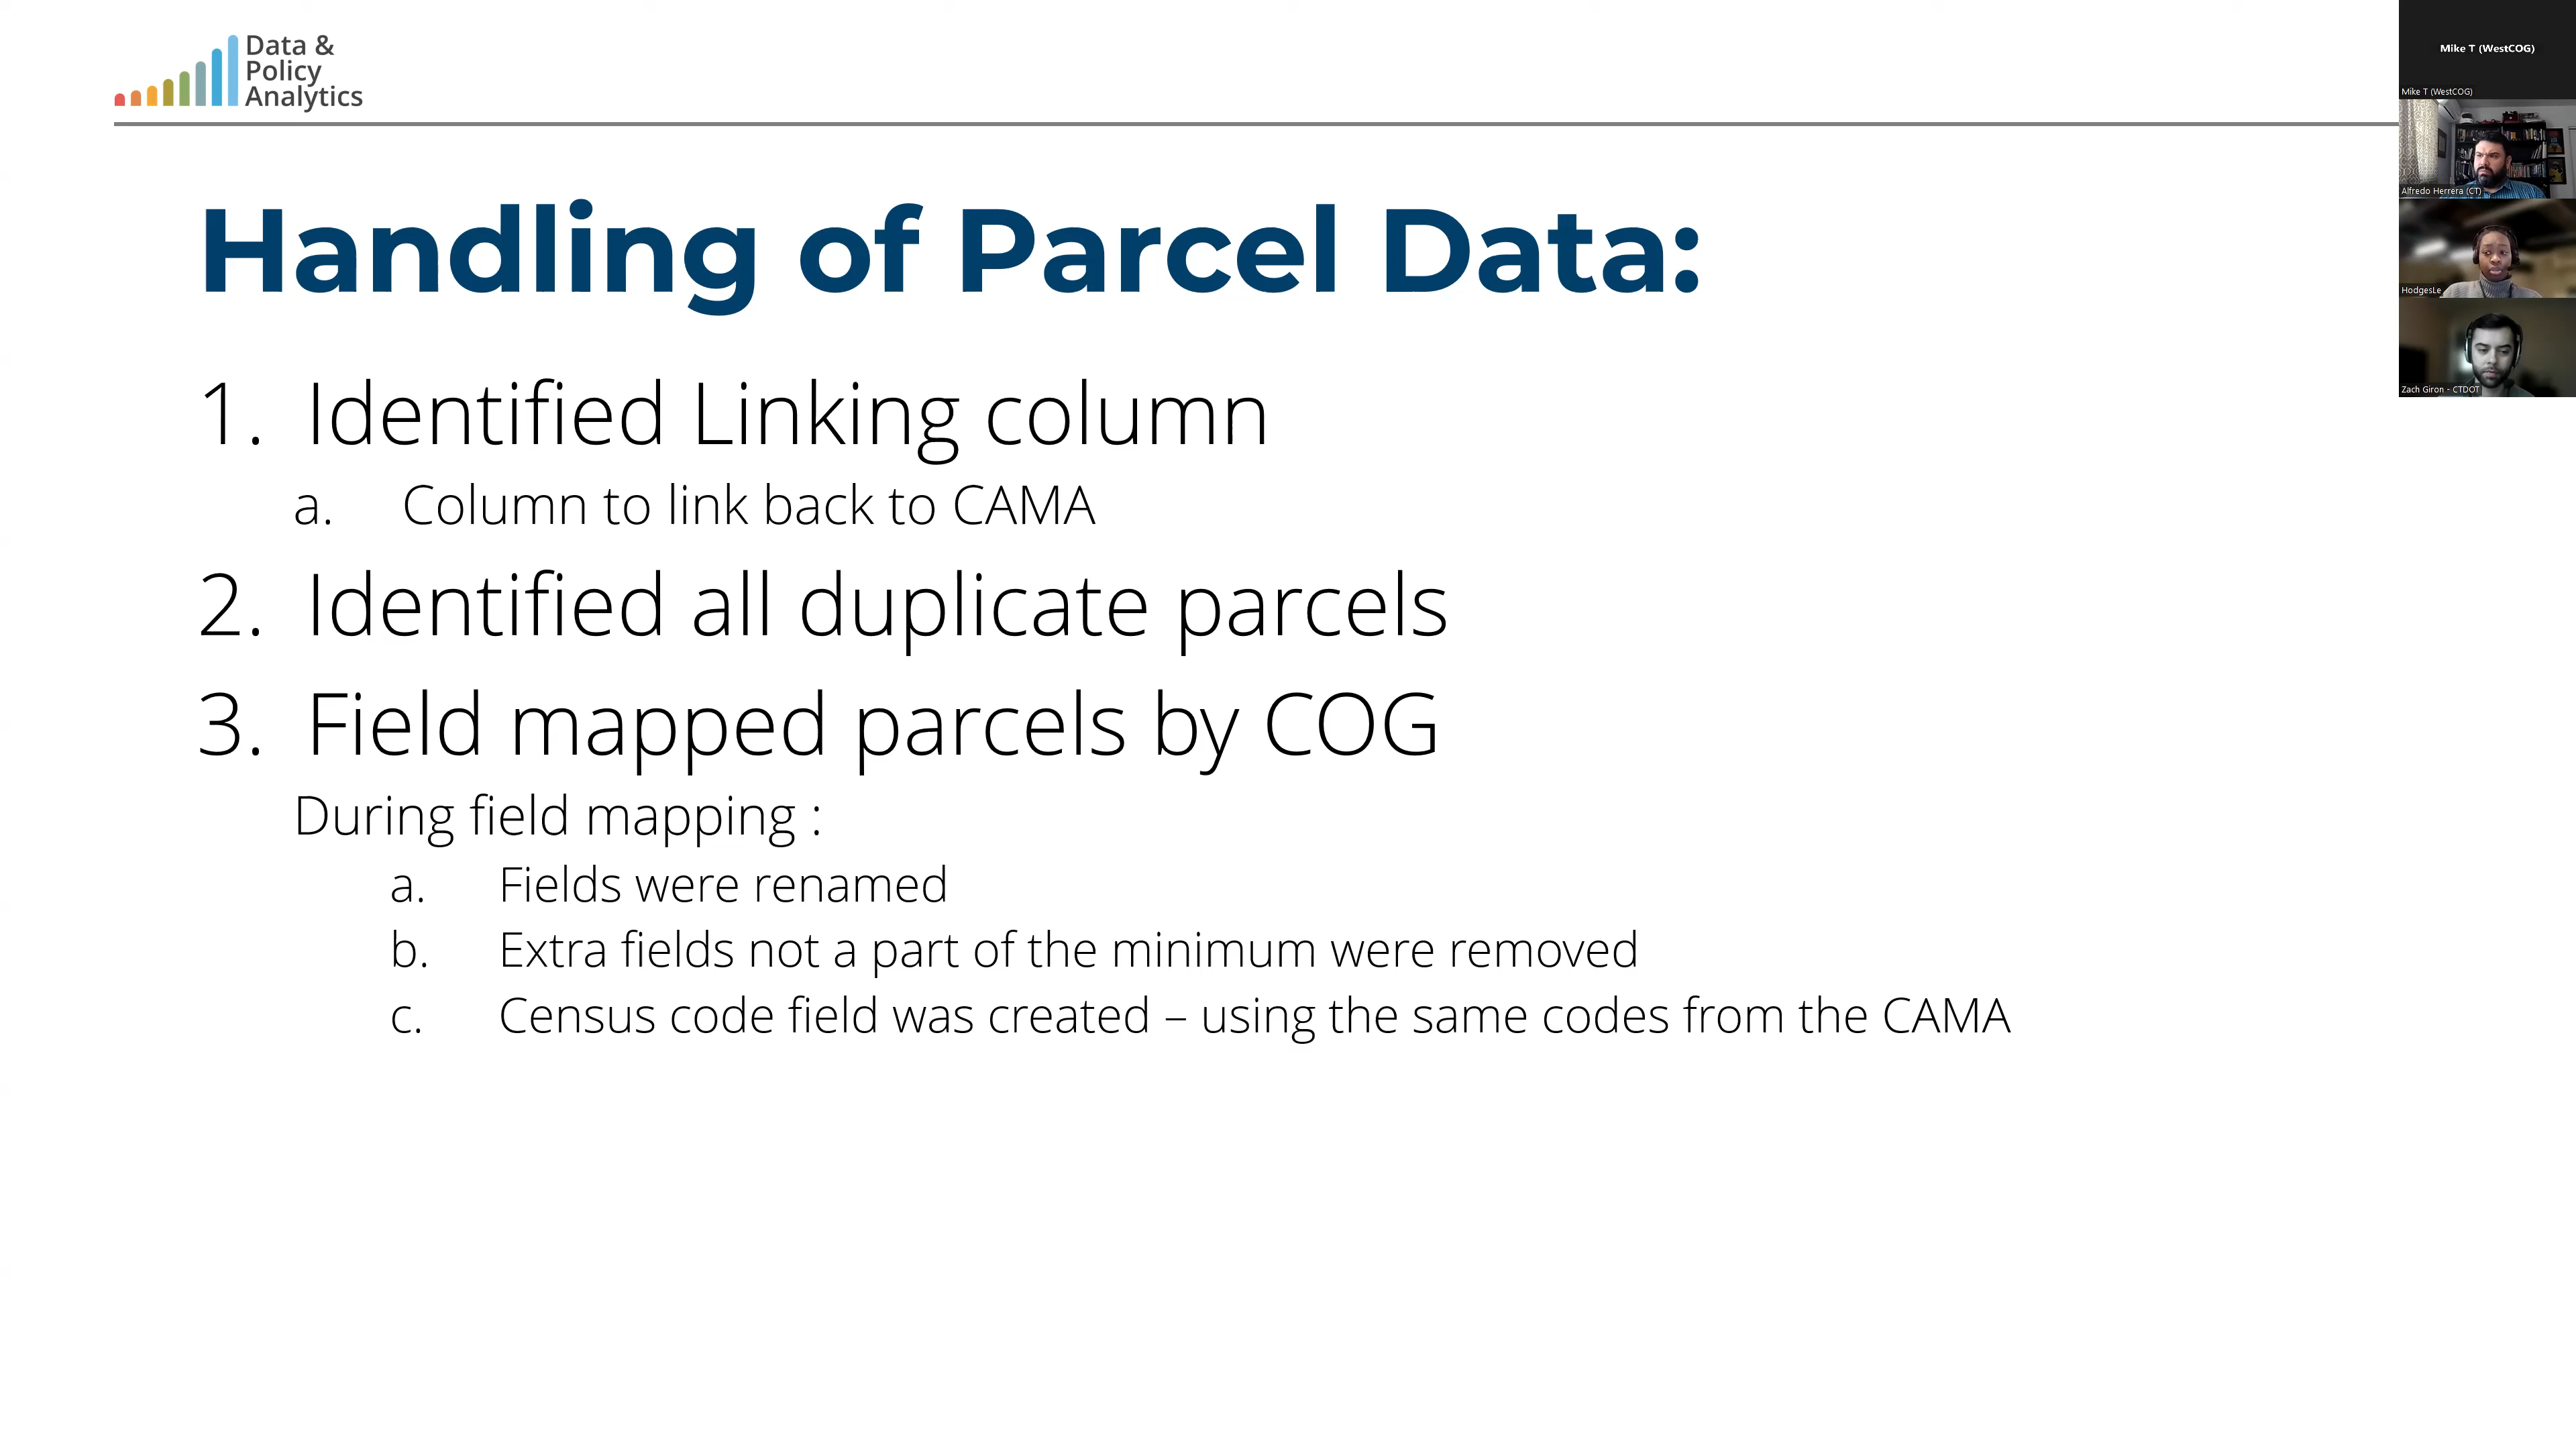 Data &
Policy
Analytics
Handling of Parcel Data:
1. Identified Linking column
a. Column to link back to CAMA
2. Identified all duplicate parcels
3. Field mapped parcels by COG
During field mapping :
a. Fields were renamed
b. Extra fields not a part of the minimum were removed
c. Census code field was created – using the same codes from the CAMA
Mike T (WestCOG)
Mike T (WestCOG)
Alfredo Herrera (CT)
HodgesLe
Zach Giron - CTDOT